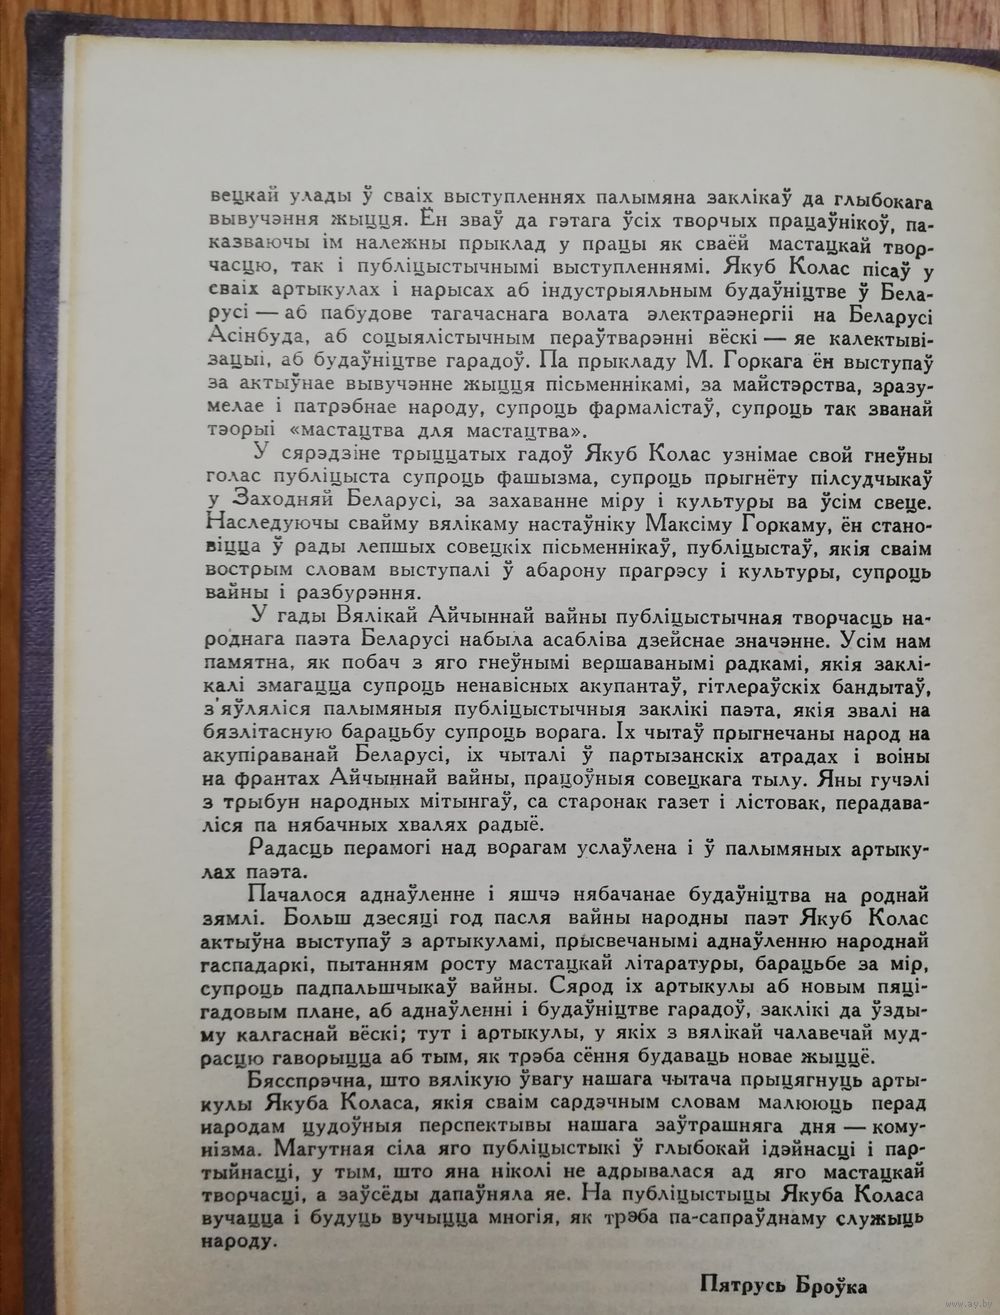 вецкай улады ў сваіх выступленнях палымяна заклікаў да глыбокага
вывучэння жыцця. Ён зваў да гэтага ўсіх творчых працаўнікоў, па-
казваючы ім належны прыклад у працы як сваёй мастацкай твор-
часцю, так і публіцыстычнымі выступленнямі. Якуб Колас пісаў у
сваіх артыкулах і нарысах аб індустрыяльным будаўніцтве ў Бела-
русі — аб пабудове тагачаснага волата электраэнергіі на Беларусі
Асінбуда, аб соцыялістычным пераўтварэнні вёскі — яе калектыві-
зацыі, аб будаўніцтве гарадоў. Па прыкладу М. Горкага ён выступаў
за актыўнае вывучэнне жыцця пісьменнікамі, за майстэрства, зразу-
мелае і патрэбнае народу, супроць фармалістаў, супроць так званай
тэорыі «мастацтва для мастацтва».
У сярэдзіне трыццатых гадоў Якуб Колас узнімае свой гнеўны
голас публіцыста супроць фашызма, супроць прыгнёту пілсудчыкаў
у Заходняй Беларусі, за захаванне міру і культуры ва ўсім свеце.
Наследуючы свайму вялікаму настаўніку Максіму Горкаму, ён стано-
віцца ў рады лепшых совецкіх пісьменнікаў, публіцыстаў, якія сваім
вострым словам выступалі ў абарону прагрэсу і культуры, супроць
вайны і разбурэння.
У гады Вялікай Айчыннай вайны публіцыстычная творчасць на-
роднага паэта Беларусі набыла асабліва дзейснае значэнне. Усім нам
памятна, як побач з яго гнеўнымі вершаванымі радкамі, якія заклі-
калі змагацца супроць ненавісных акупантаў, гітлераўскіх бандытаў,
з'яўляліся палымяныя публіцыстычныя заклікі паэта, якія звалі на
бязлітасную барацьбу супроць ворага. Іх чытаў прыгнечаны народ на
акупіраванай Беларусі, іх чыталі ў партызанскіх атрадах і воіны
на франтах Айчыннай вайны, працоўныя совецкага тылу. Яны гучэлі
з трыбун народных мітынгаў, са старонак газет і лістовак, перадава-
ліся па нябачных хвалях радыё.
Радасць перамогі над ворагам услаўлена і ў палымяных артыку-
лах паэта.
Пачалося аднаўленне і яшчэ нябачанае будаўніцтва на роднай
зямлі. Больш дзесяці год пасля вайны народны паэт Якуб Колас
актыўна выступаў з артыкуламі, прысвечанымі аднаўленню народнай
гаспадаркі, пытанням росту мастацкай літаратуры, барацьбе за мір,
супроць падпальшчыкаў вайны. Сярод іх артыкулы аб новым пяці-
гадовым плане, аб аднаўленні і будаўніцтве гарадоў, заклікі да ўзды-
му калгаснай вёскі; тут і артыкулы, у якіх з вялікай чалавечай муд-
расцю гаворыцца аб тым, як трэба сёння будаваць новае жыццё.
Бясспрэчна, што вялікую ўвагу нашага чытача прыцягнуць арты-
кулы Якуба Коласа, якія сваім сардэчным словам малююць перад
народам цудоўныя перспектывы нашага заўтрашняга дня — кому-
нізма. Магутная сіла яго публіцыстыкі ў глыбокай ідэйнасці і пар-
тыйнасці, у тым, што яна ніколі не адрывалася ад яго мастацкай
творчасці, а заўсёды дапаўняла яе. На публіцыстыцы Якуба Коласа
вучацца і будуць вучыцца многія, як трэба па-сапраўднаму служыць
народу.
Пятрусь Броўка
www.ay.by